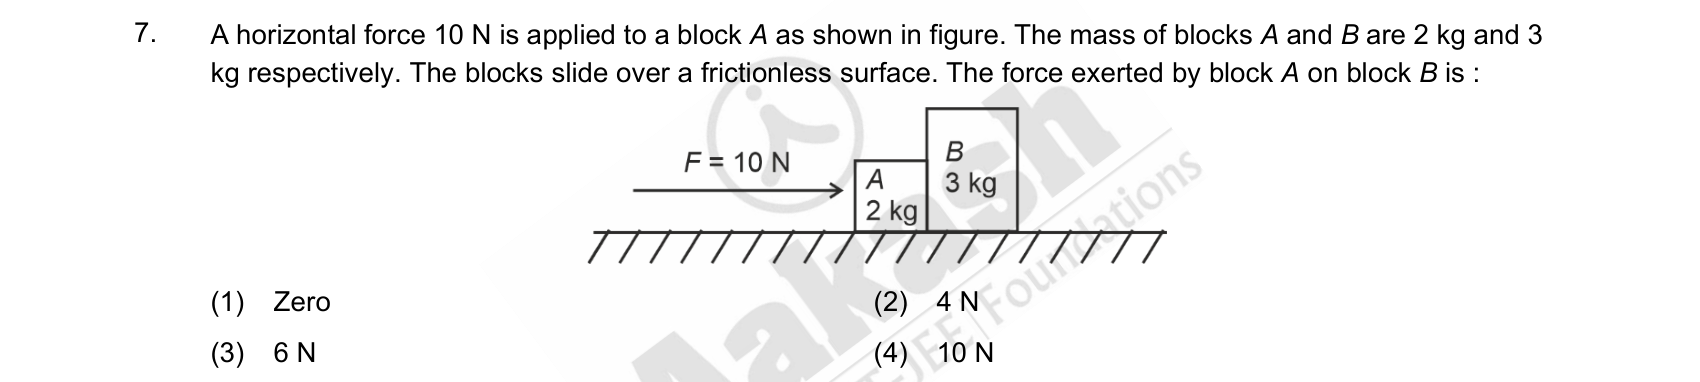 7. A horizontal force 10 N is applied to a block A as shown in figure. The mass of blocks A and B are 2 kg and 3
kg respectively. The blocks slide over a frictionless surface. The force exerted by block A on block B is :
F = 10 N
A
2 kg
B
3 kg
(1) Zero
(2) 4 N
(3) 6 N
(4) 10 N
Aakash
-JEE | Foundations